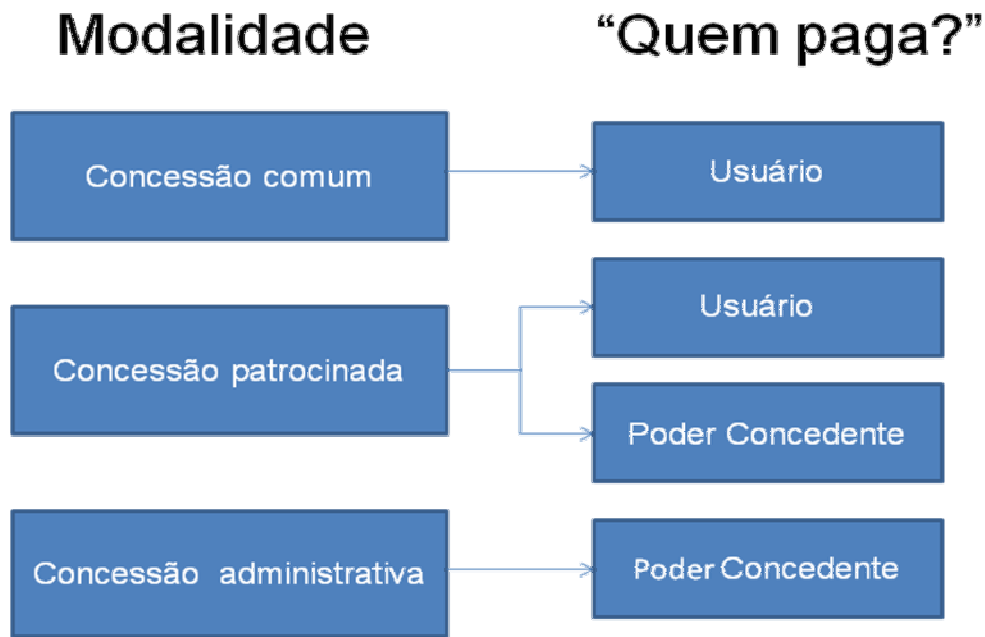 Modalidade
“Quem paga?”
Concessão comum
Usuário
Concessão patrocinada
Usuário
Poder Concedente
Concessão administrativa
Poder Concedente